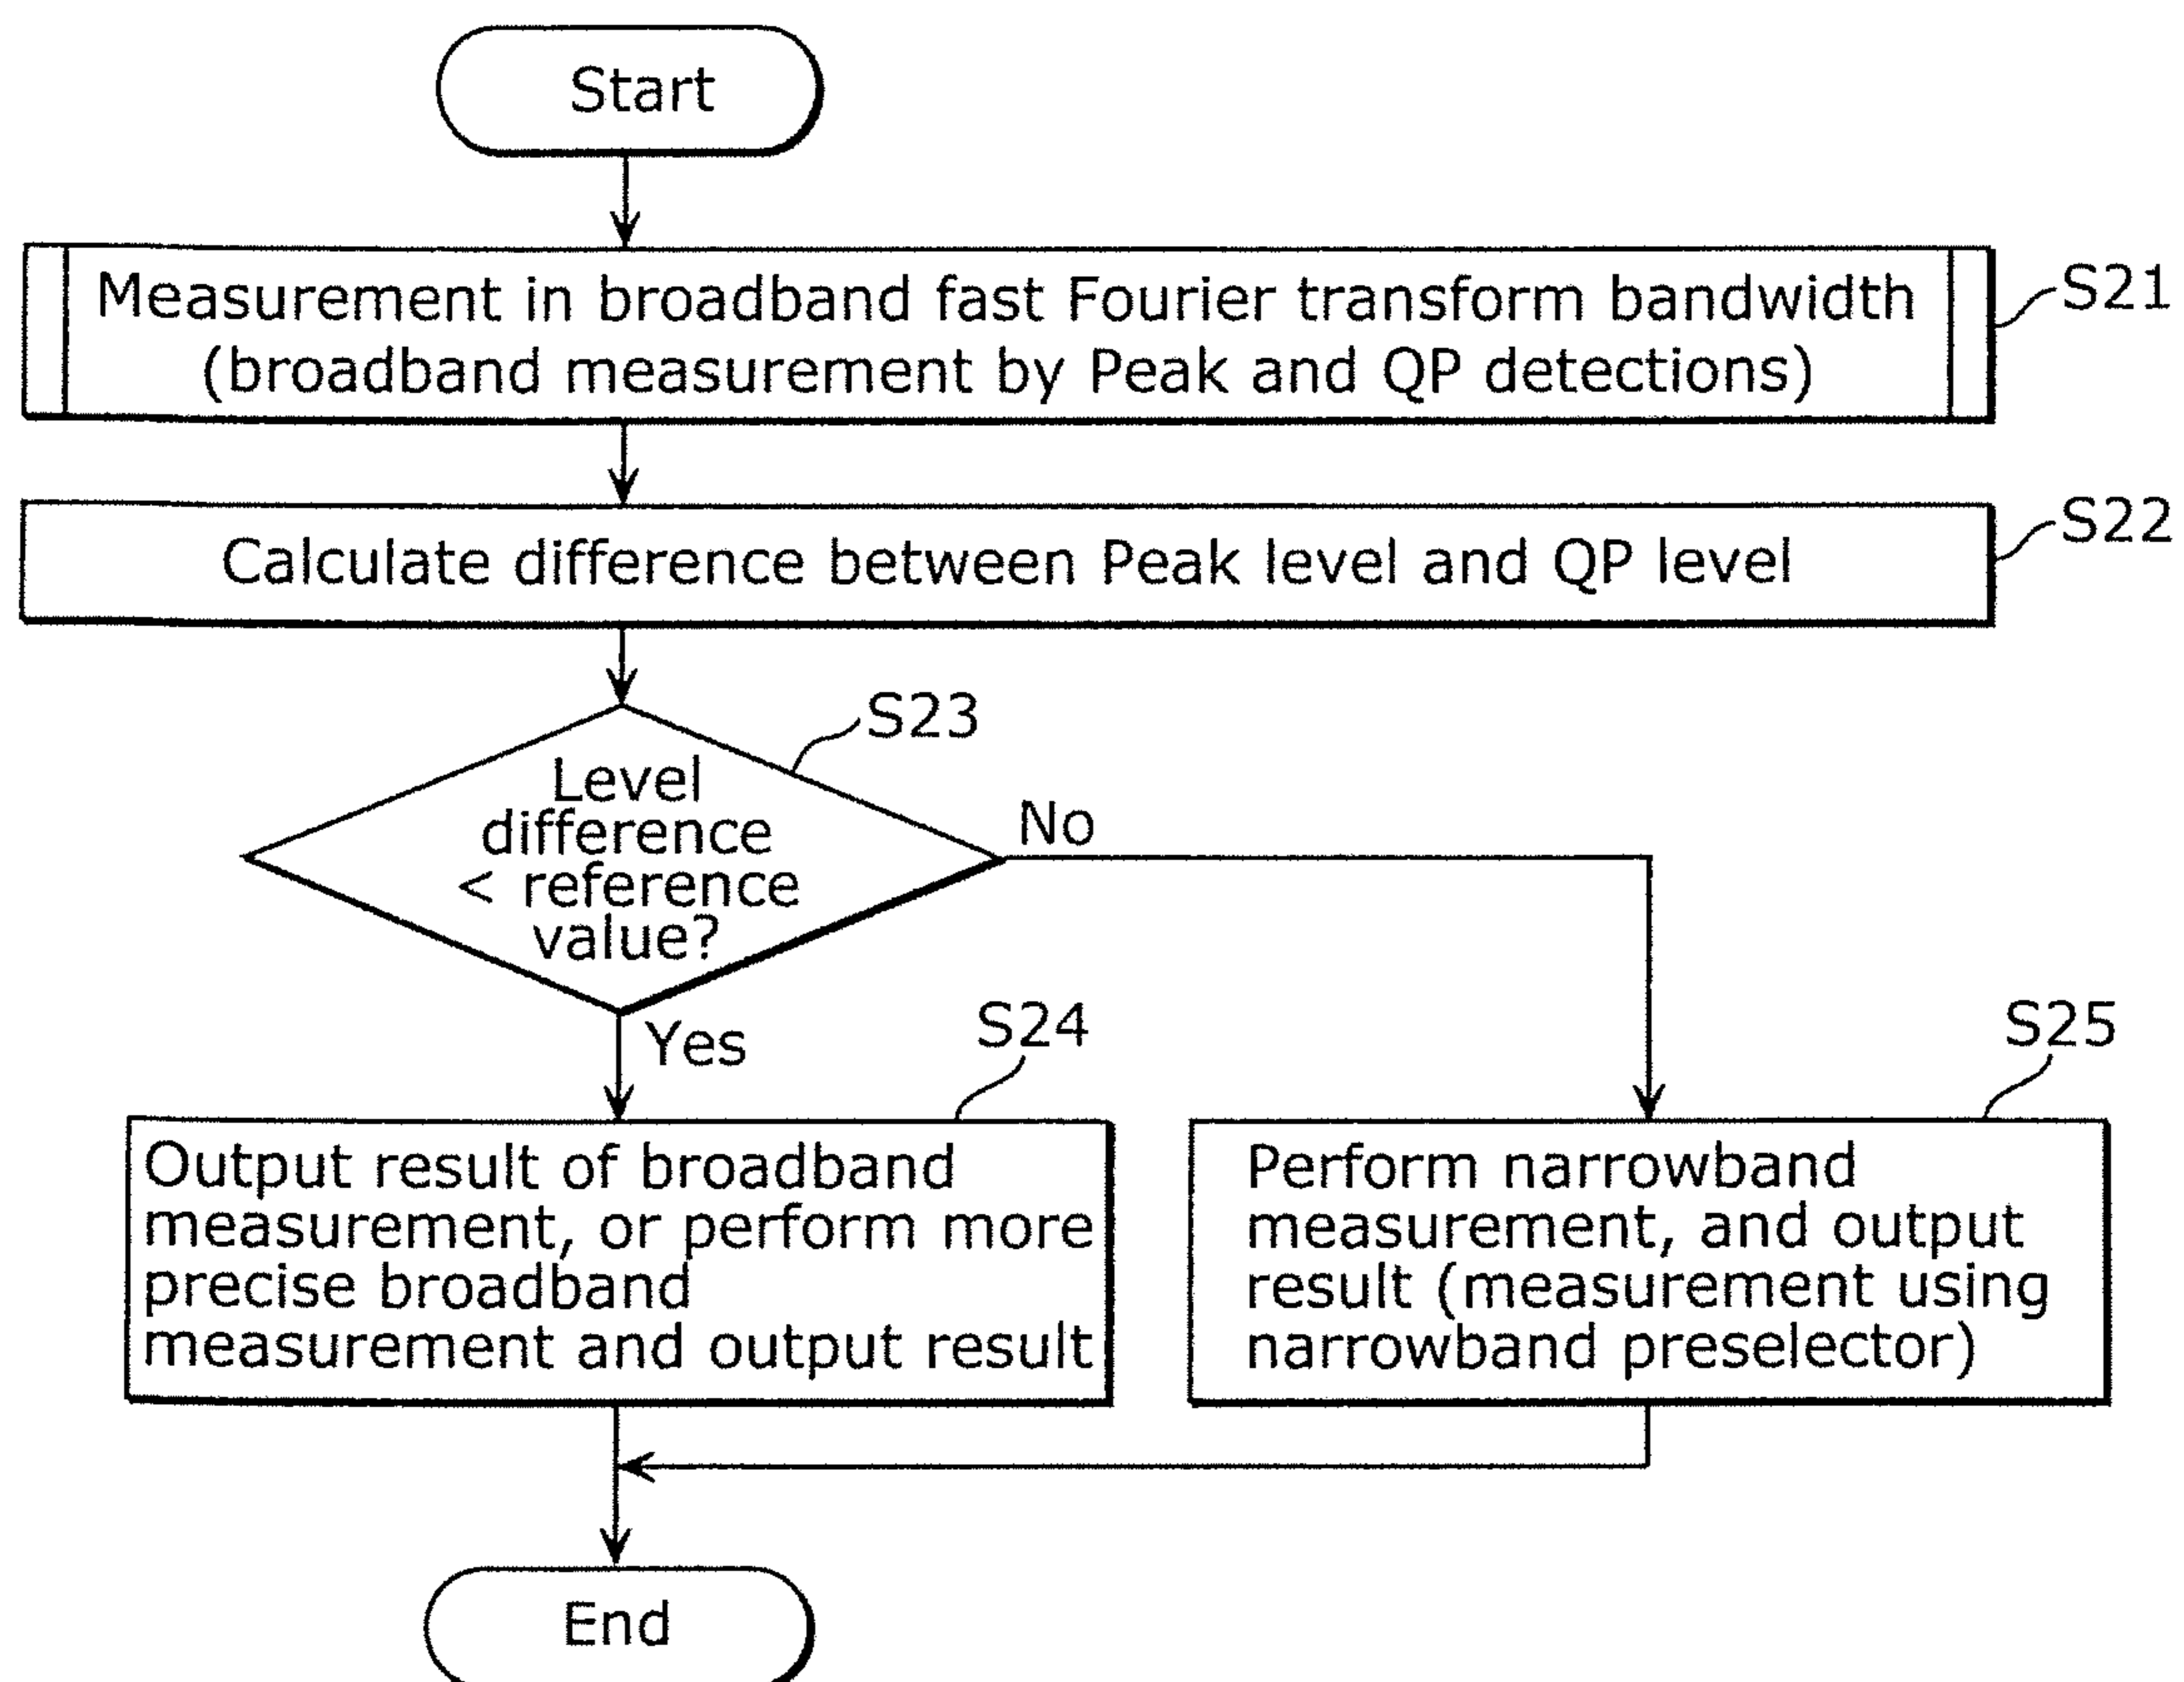 Start
Measurement in broadband fast Fourier transform bandwidth
(broadband measurement by Peak and QP detections)
S21
Calculate difference between Peak level and QP level
S22
S23
Level
difference
< reference
value?
No
Yes
S24
Output result of broadband
measurement, or perform more
precise broadband
measurement and output result
S25
Perform narrowband
measurement, and output
result (measurement using
narrowband preselector)
End